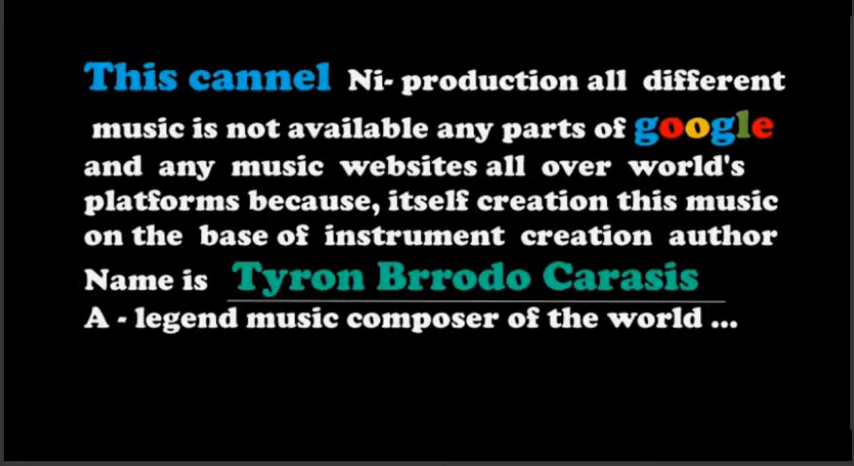 This cannel Ni- production all different
music is not available any parts of google
and any music websites all over world's
platforms because, itself creation this music
on the base of instrument creation author
Name is Tyron Brrodo Carasis
A - legend music composer of the world ...